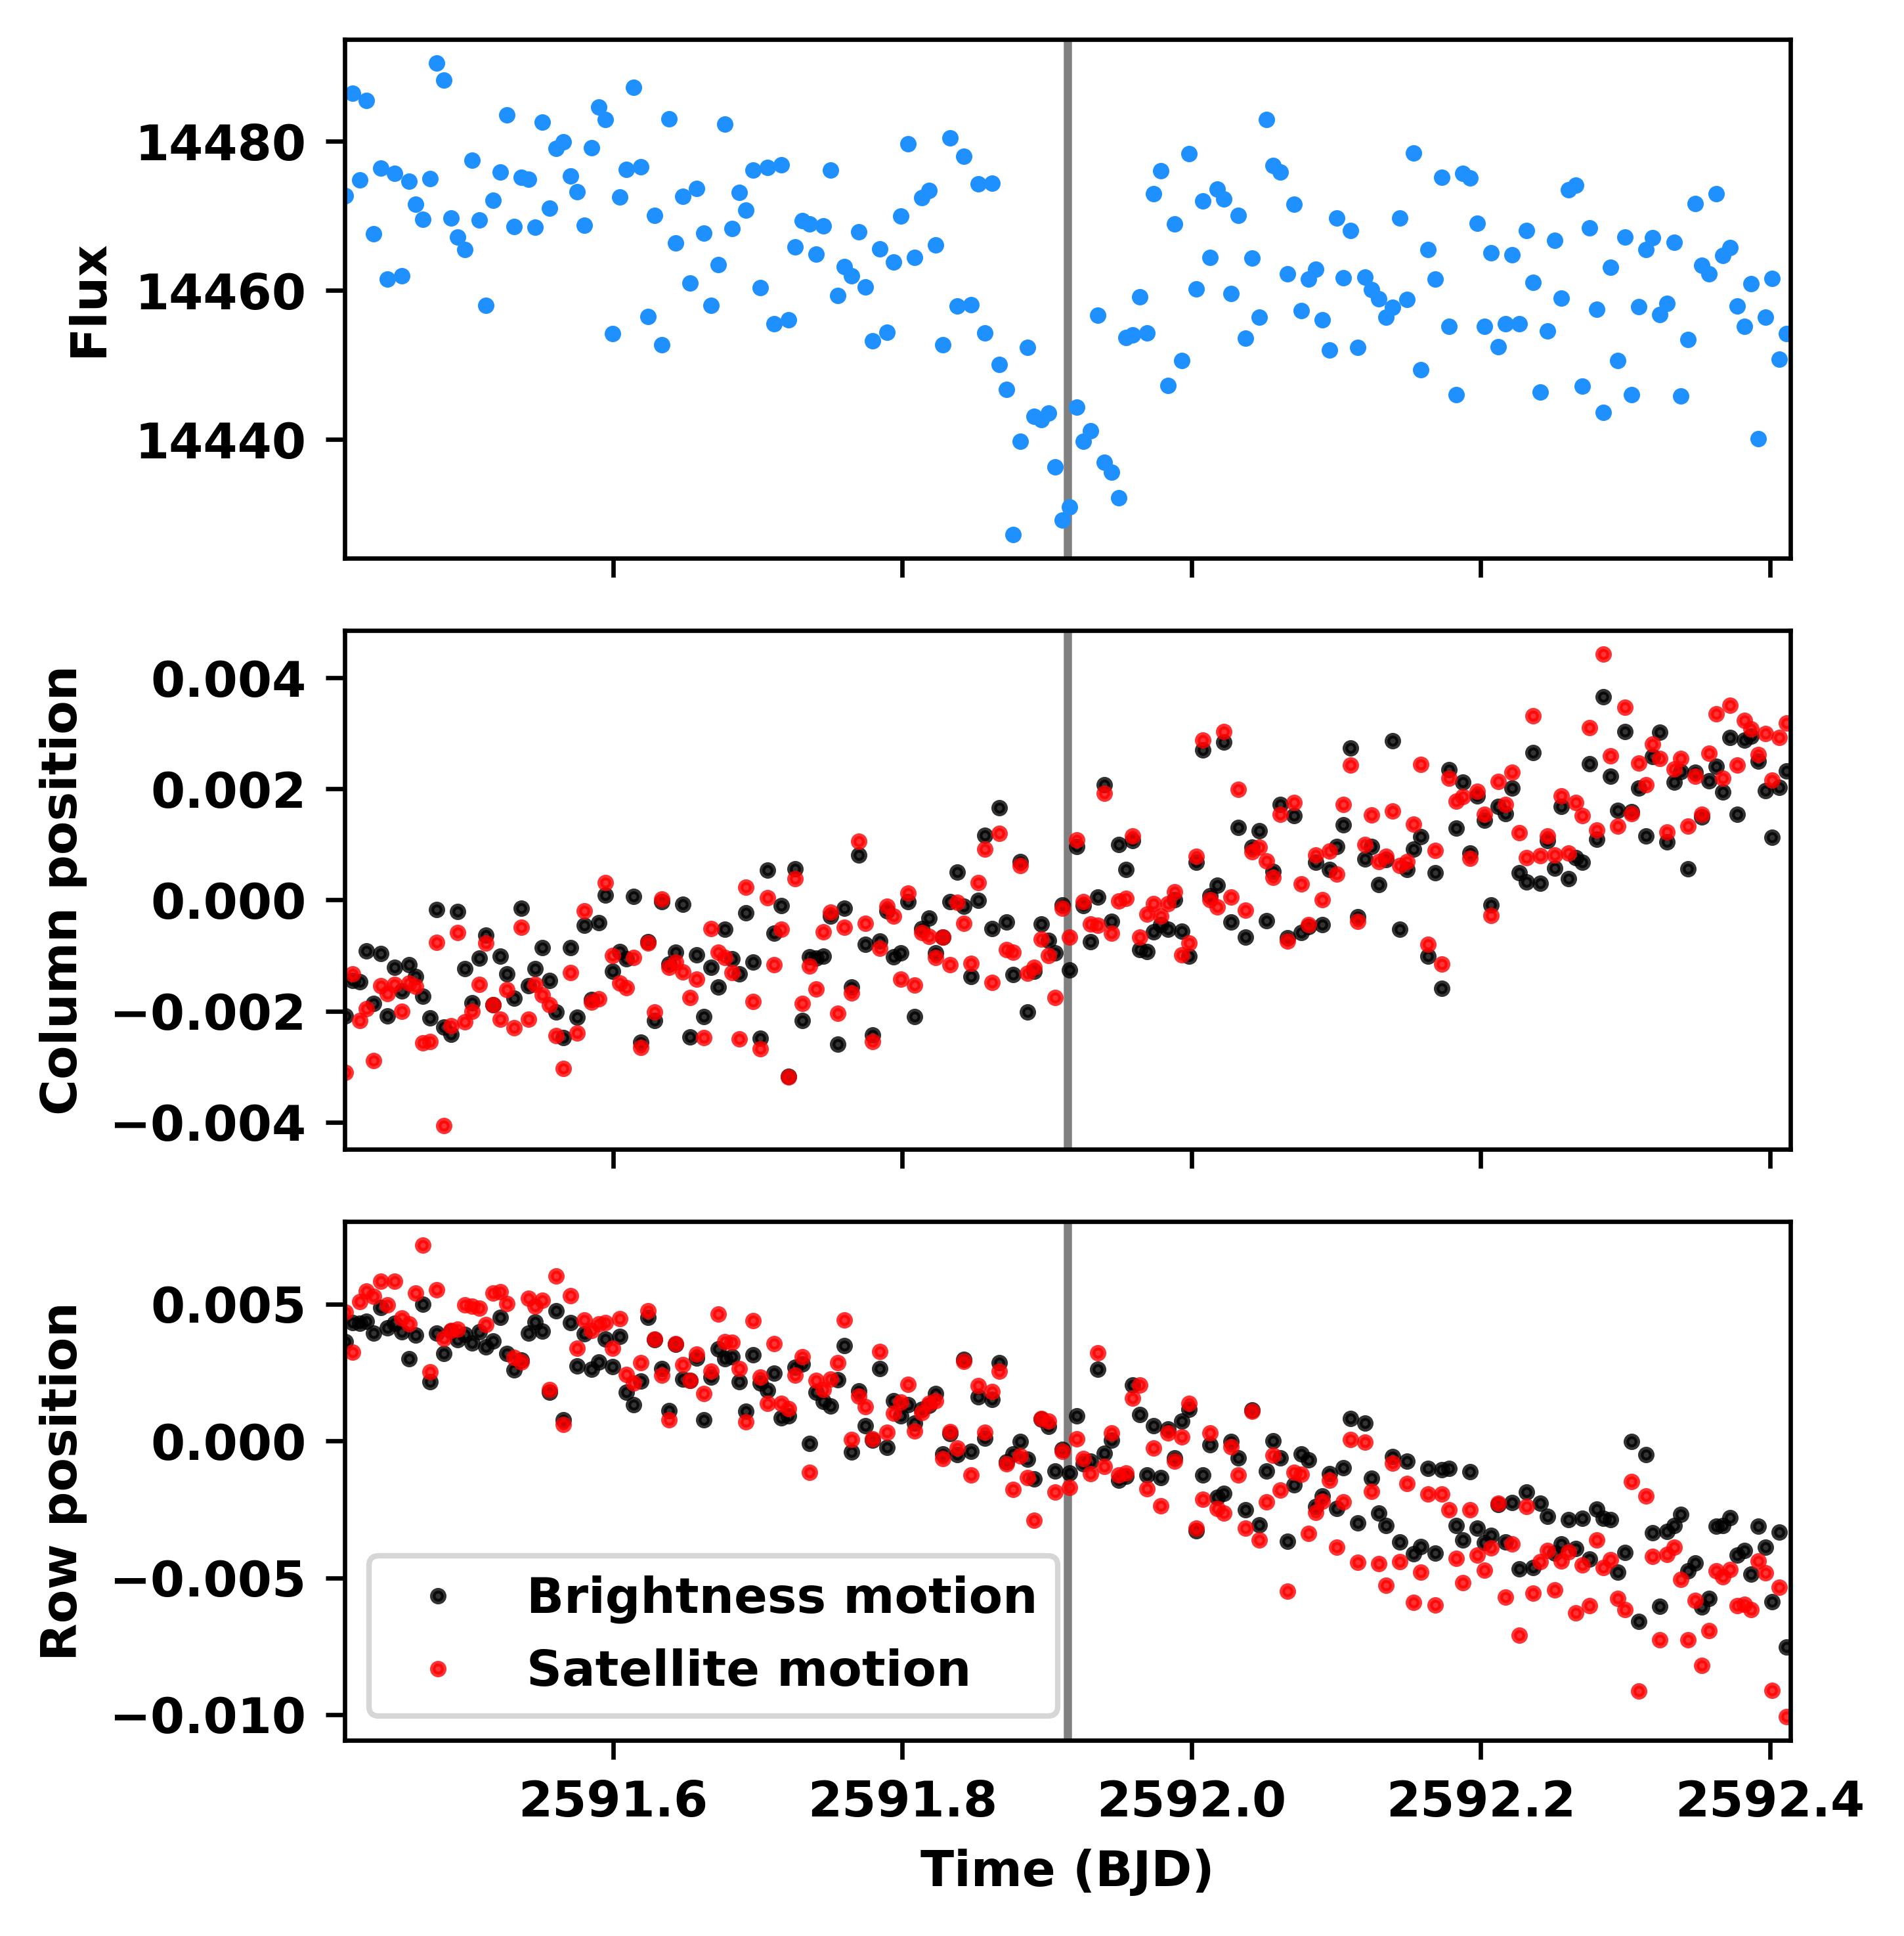 14480
14460
14440
Flux
0.004
0.002
0.000
−0.002
−0.004
Column position
0.005
0.000
−0.005
−0.010
Row position
Brightness motion
Satellite motion
2591.6 2591.8 2592.0 2592.2 2592.4
Time (BJD)